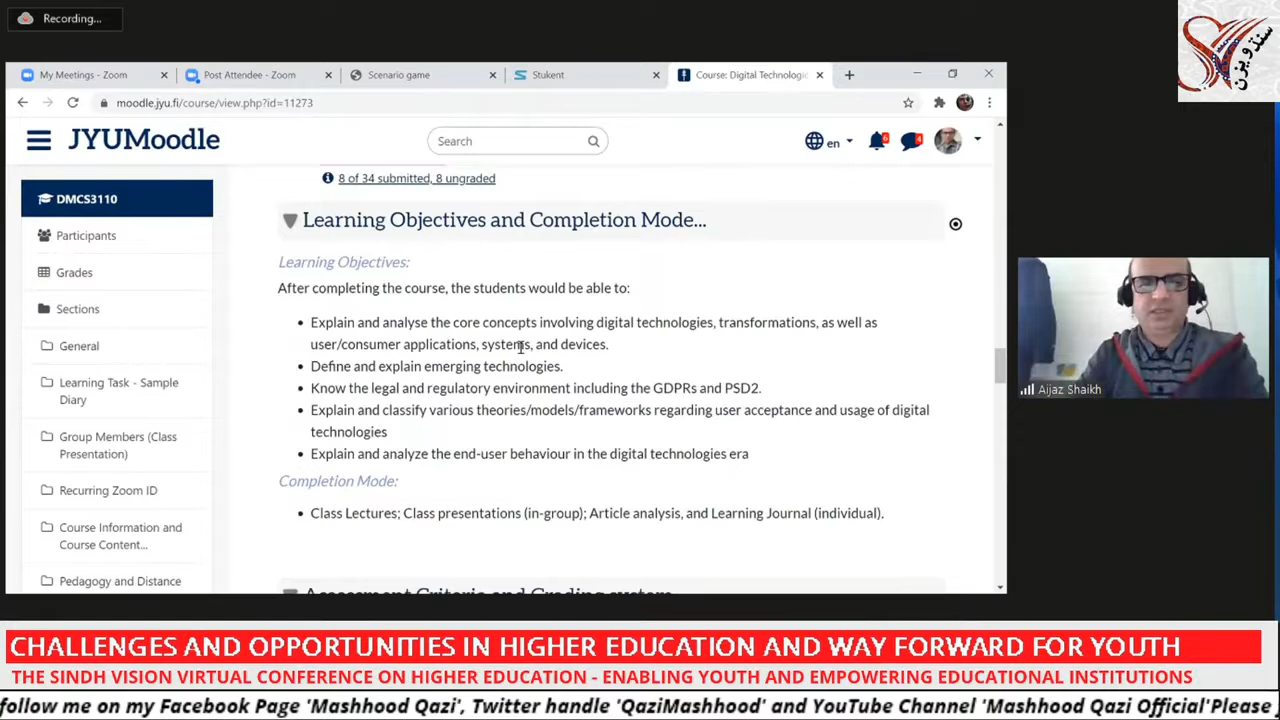 Recording...
سنڌ ويزن
My Meetings - Zoom
Post Attendee - Zoom
Scenario game
Stukent
Course: Digital Technologi
moodle.jyu.fi/course/view.php?id=11273
JYUMoodle
Search
en
6
4
DMCS3110
Participants
Grades
Sections
General
Learning Task - Sample
Diary
Group Members (Class
Presentation)
Recurring Zoom ID
Course Information and
Course Content...
Pedagogy and Distance
8 of 34 submitted, 8 ungraded
Learning Objectives and Completion Mode...
Learning Objectives:
After completing the course, the students would be able to:
Explain and analyse the core concepts involving digital technologies, transformations, as well as
user/consumer applications, systems, and devices.
Define and explain emerging technologies.
Know the legal and regulatory environment including the GDPRs and PSD2.
Explain and classify various theories/models/frameworks regarding user acceptance and usage of digital
technologies
Explain and analyze the end-user behaviour in the digital technologies era
Completion Mode:
Class Lectures; Class presentations (in-group); Article analysis, and Learning Journal (individual).
Assessment Criteria and Grading system
Aijaz Shaikh
CHALLENGES AND OPPORTUNITIES IN HIGHER EDUCATION AND WAY FORWARD FOR YOUTH
THE SINDH VISION VIRTUAL CONFERENCE ON HIGHER EDUCATION - ENABLING YOUTH AND EMPOWERING EDUCATIONAL INSTITUTIONS
follow me on my Facebook Page 'Mashhood Qazi', Twitter handle 'QaziMashhood' and YouTube Channel 'Mashhood Qazi Official'Please